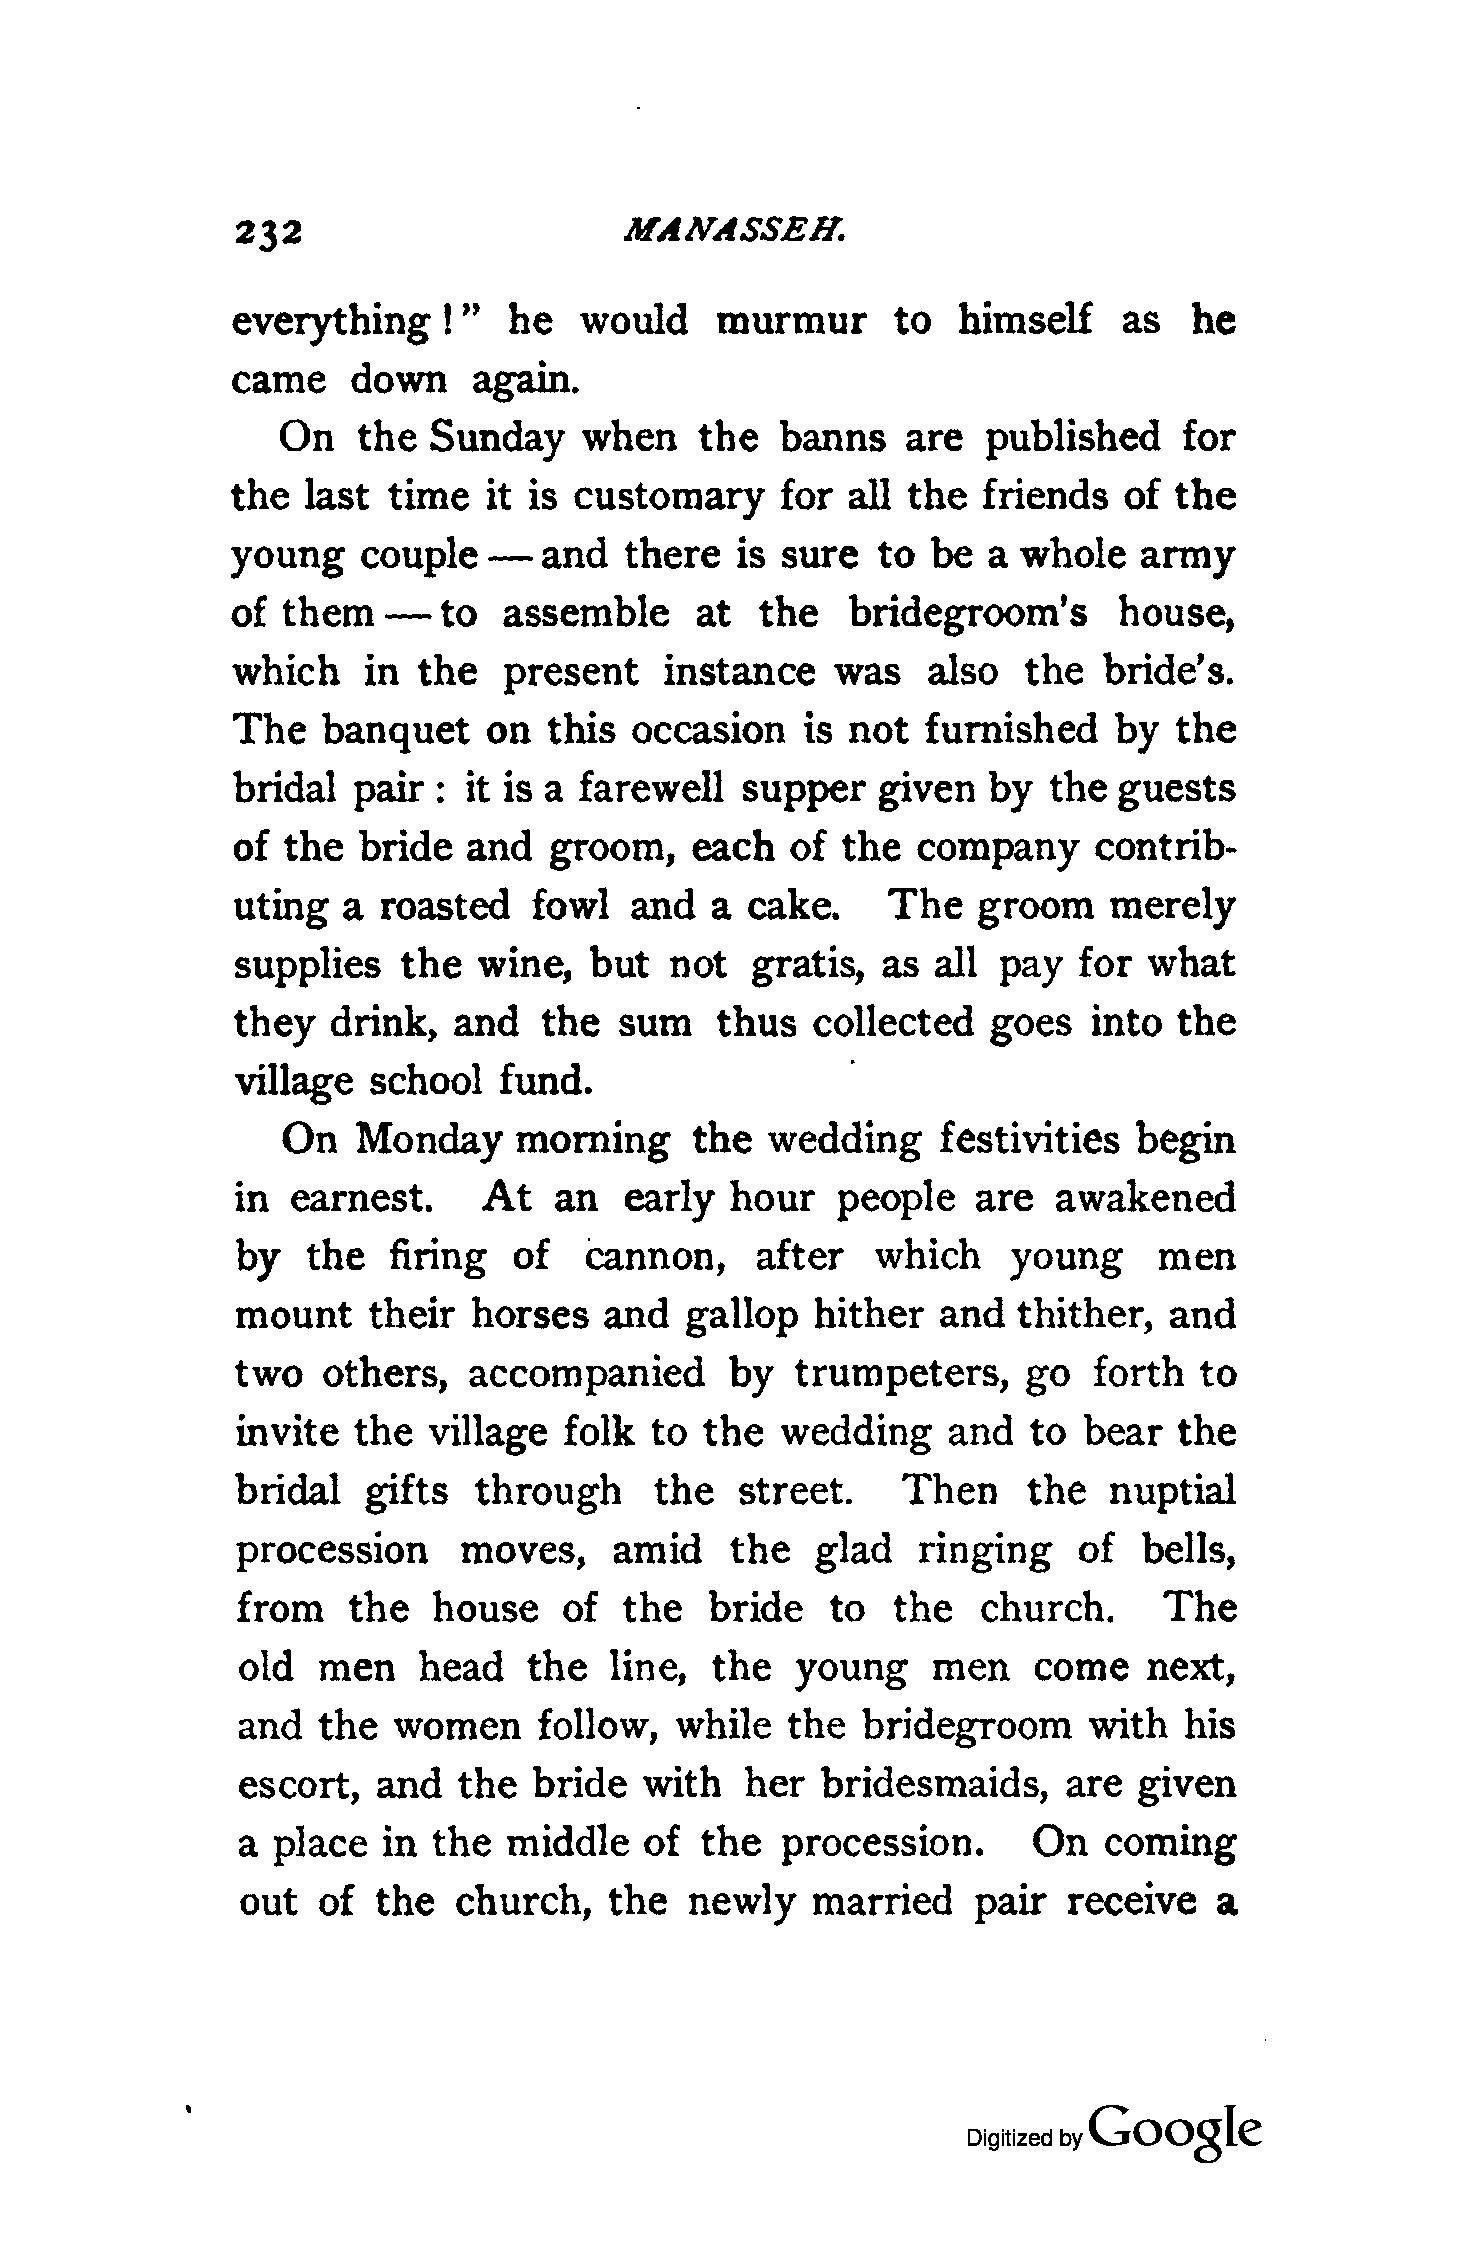 232 MANASSEH.
everything!” he would murmur to himself as he
came down again.
On the Sunday when the banns are published for
the last time it is customary for all the friends of the
young couple — and there is sure to be a whole army
of them — to assemble at the bridegroom's house,
which in the present instance was also the bride's.
The banquet on this occasion is not furnished by the
bridal pair : it is a farewell supper given by the guests
of the bride and groom, each of the company contrib-
uting a roasted fowl and a cake. The groom merely
supplies the wine, but not gratis, as all pay for what
they drink, and the sum thus collected goes into the
village school fund.
On Monday morning the wedding festivities begin
in earnest. At an early hour people are awakened
by the firing of cannon, after which young men
mount their horses and gallop hither and thither, and
two others, accompanied by trumpeters, go forth to
invite the village folk to the wedding and to bear the
bridal gifts through the street. Then the nuptial
procession moves, amid the glad ringing of bells,
from the house of the bride to the church. The
old men head the line, the young men come next,
and the women follow, while the bridegroom with his
escort, and the bride with her bridesmaids, are given
a place in the middle of the procession. On coming
out of the church, the newly married pair receive a
Digitized by Google